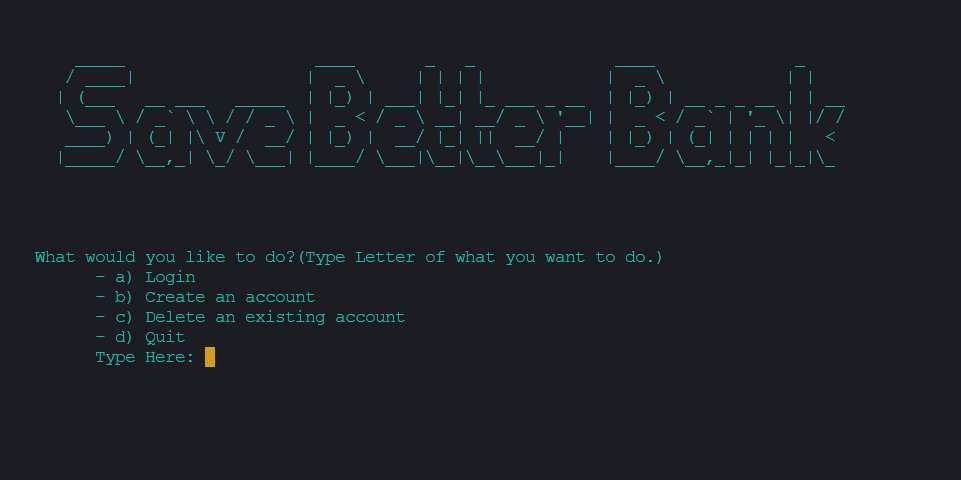 Save Better Bank
What would you like to do?(Type Letter of what you want to do.)
- a) Login
- b) Create an account
- c) Delete an existing account
- d) Quit
Type Here: